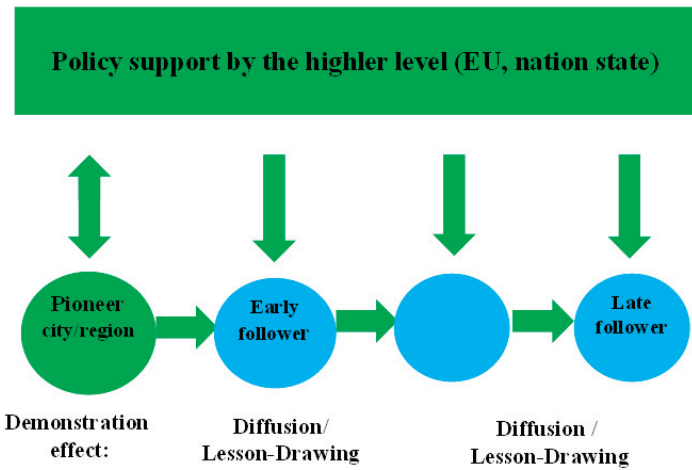 Policy support by the highler level (EU, nation state)
Pioneer
city/region
Early
follower
Late
follower
Demonstration
effect:
Diffusion/
Lesson-Drawing
Diffusion /
Lesson-Drawing